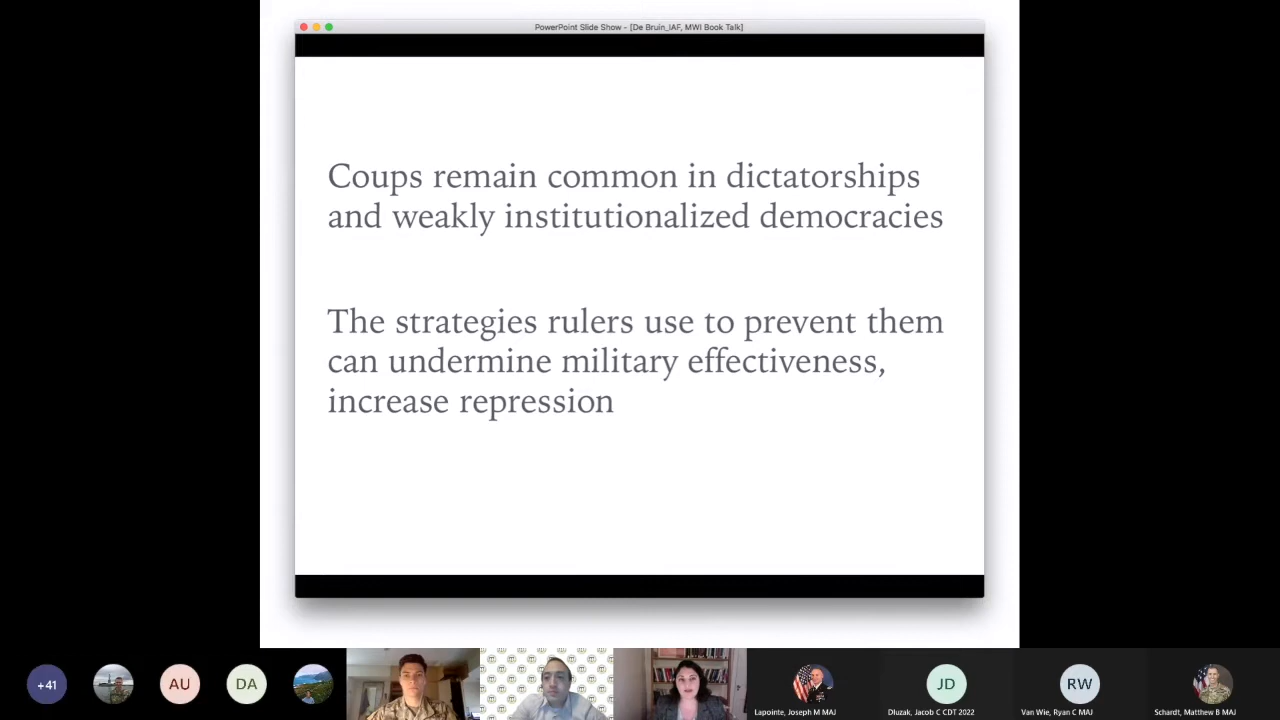 PowerPoint Slide Show - [De Bruin_IAF, MWI Book Talk]
Coups remain common in dictatorships
and weakly institutionalized democracies
The strategies rulers use to prevent them
can undermine military effectiveness,
increase repression
+41
AU
DA
JD
RW
Lapointe, Joseph M MAJ
Dluzak, Jacob C CDT 2022
Van Wie, Ryan C MAJ
Schardt, Matthew B MAJ